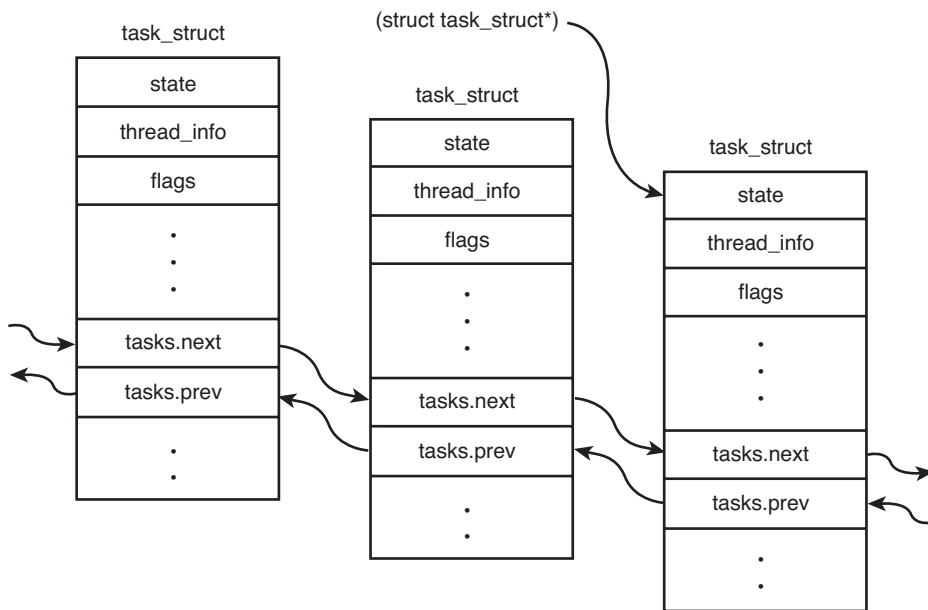 (struct task_struct*)
task_struct
state
thread_info
flags
.
.
.
tasks.next
tasks.prev
.
.
task_struct
state
thread_info
flags
.
.
.
tasks.next
tasks.prev
.
.
task_struct
state
thread_info
flags
.
.
.
tasks.next
tasks.prev
.
.